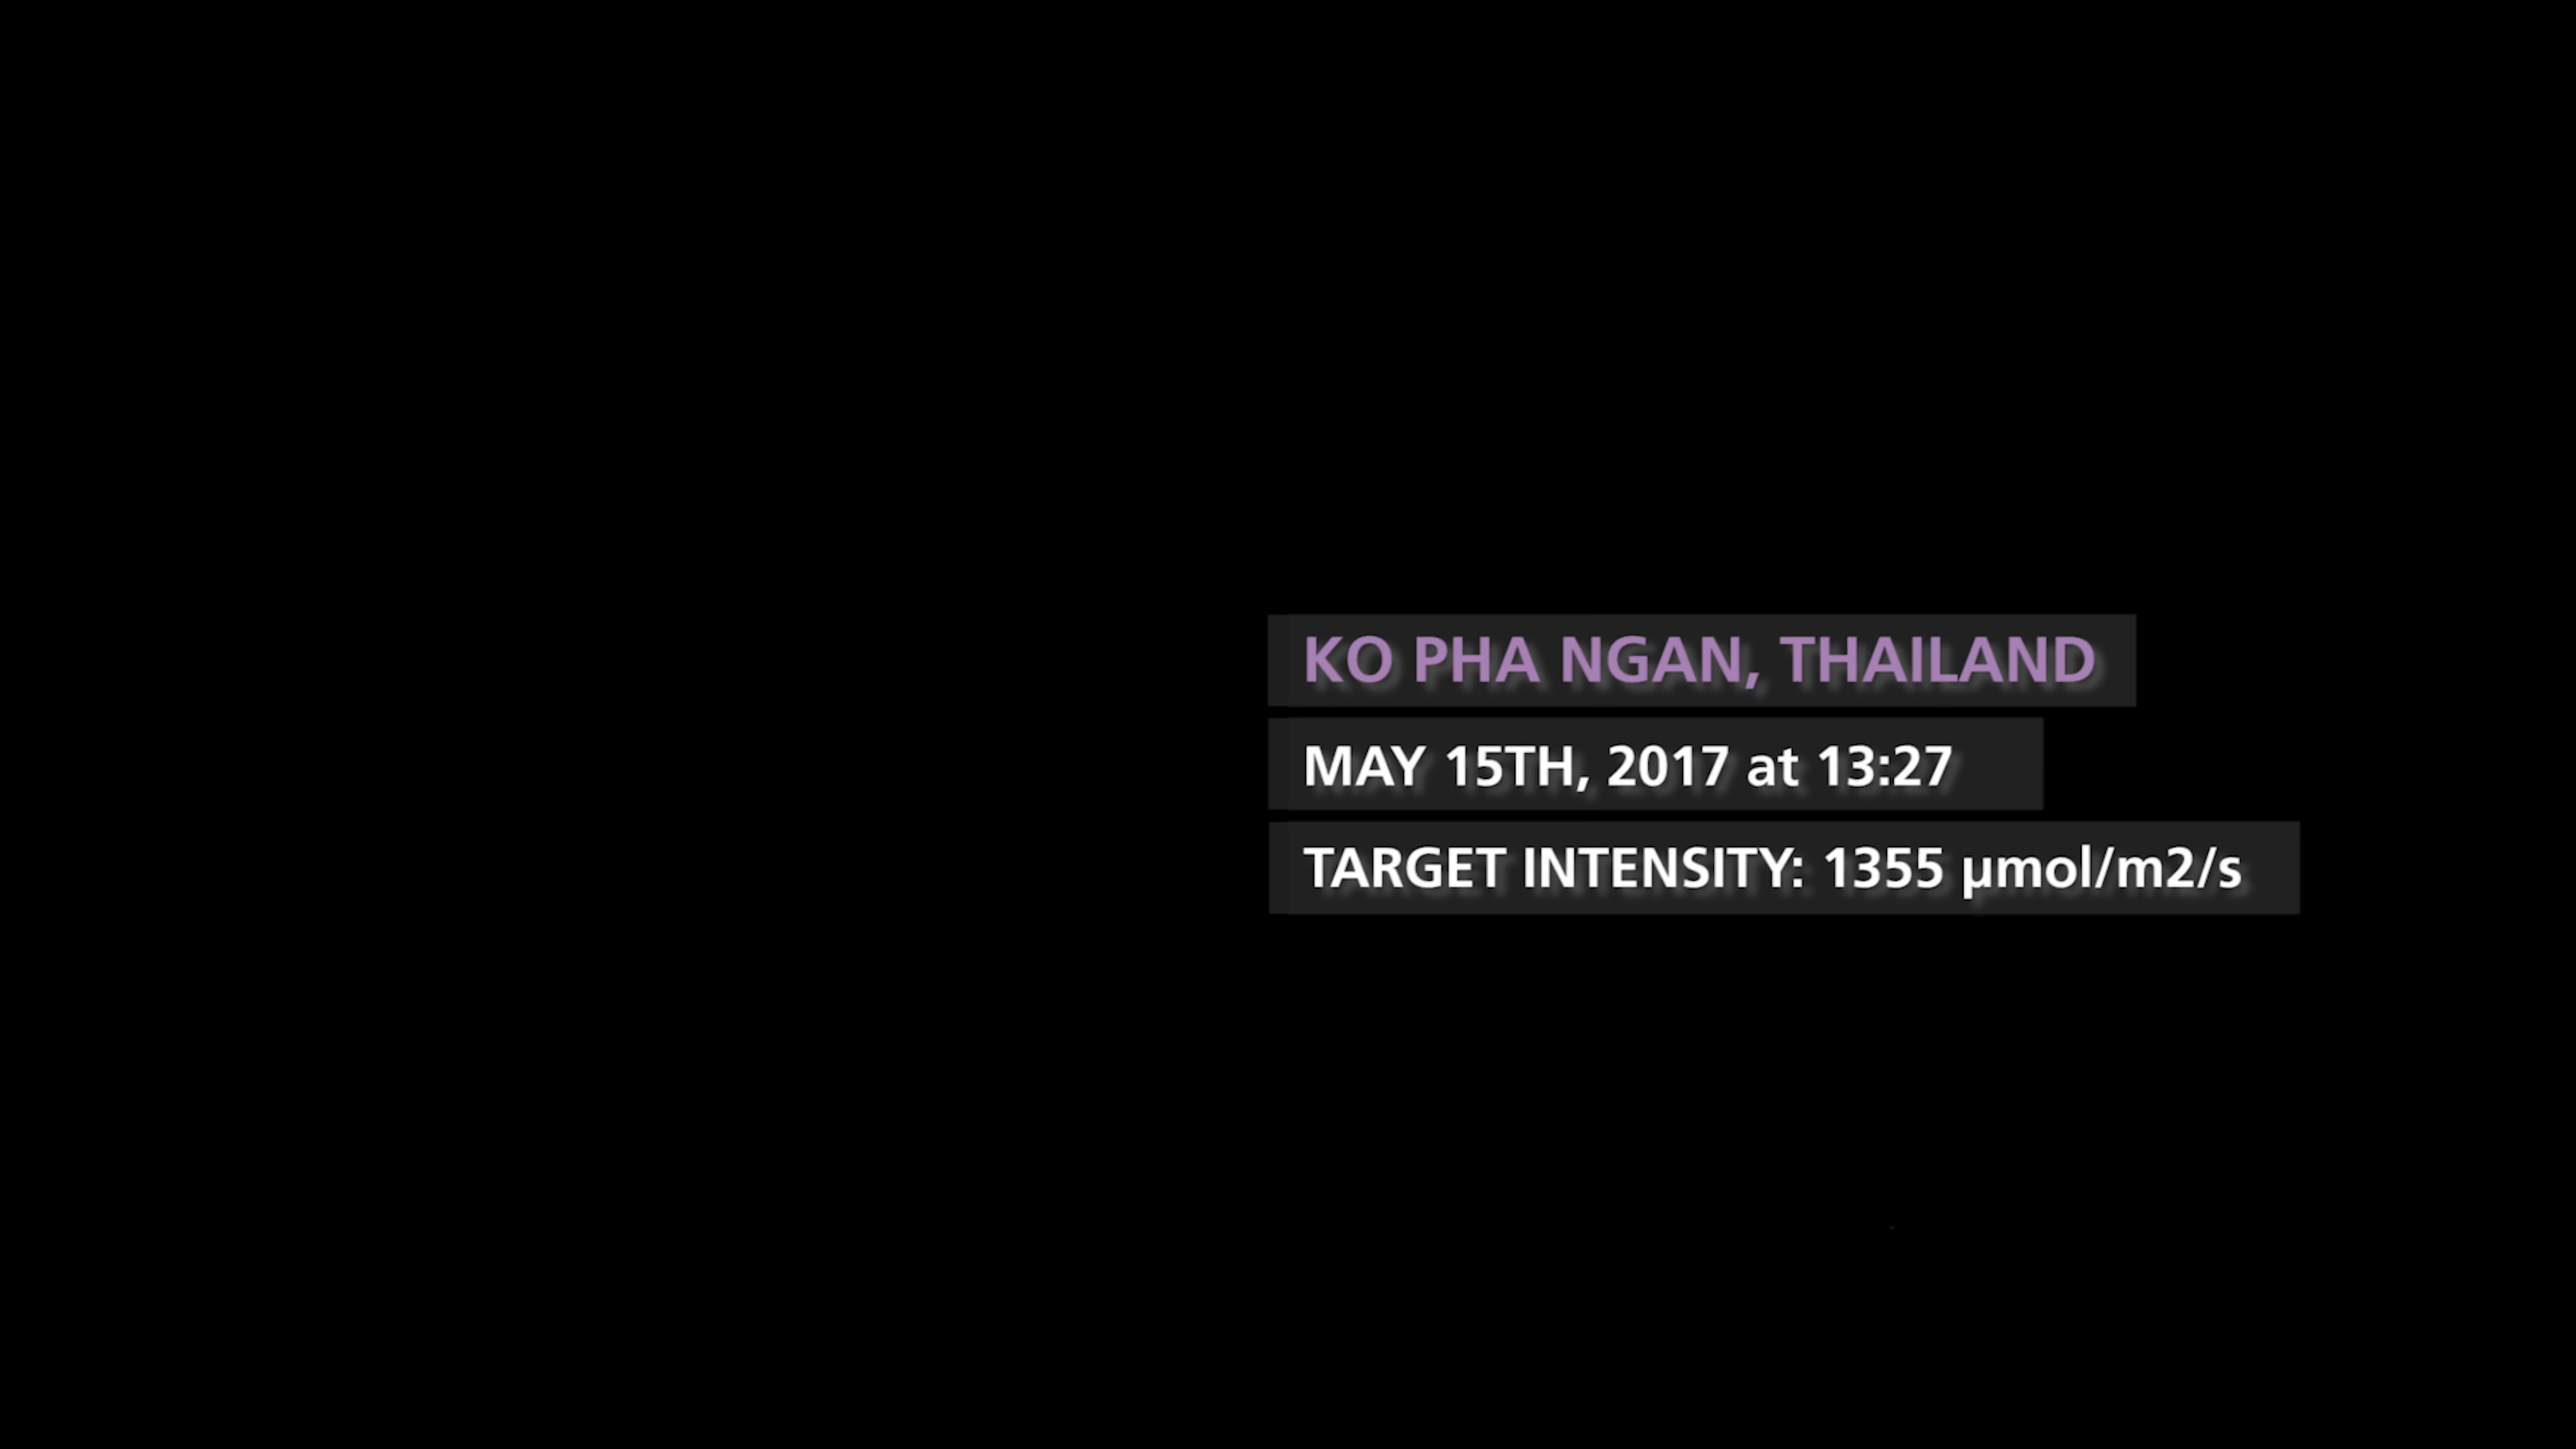 KO PHA NGAN, THAILAND
MAY 15TH, 2017 at 13:27
TARGET INTENSITY: 1355 µmol/m2/s